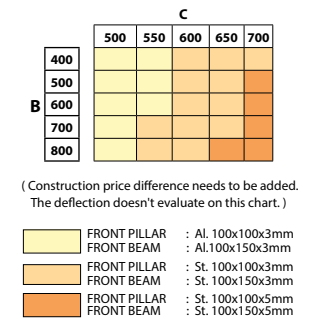 C
500 550 600 650 700
400
500
B 600
700
800
( Construction price difference needs to be added.
The deflection doesn't evaluate on this chart. )
FRONT PILLAR : Al. 100x100x3mm
FRONT BEAM : Al.100x150x3mm
FRONT PILLAR : St. 100x100x3mm
FRONT BEAM : St. 100x150x3mm
FRONT PILLAR : St. 100x100x5mm
FRONT BEAM : St. 100x150x5mm